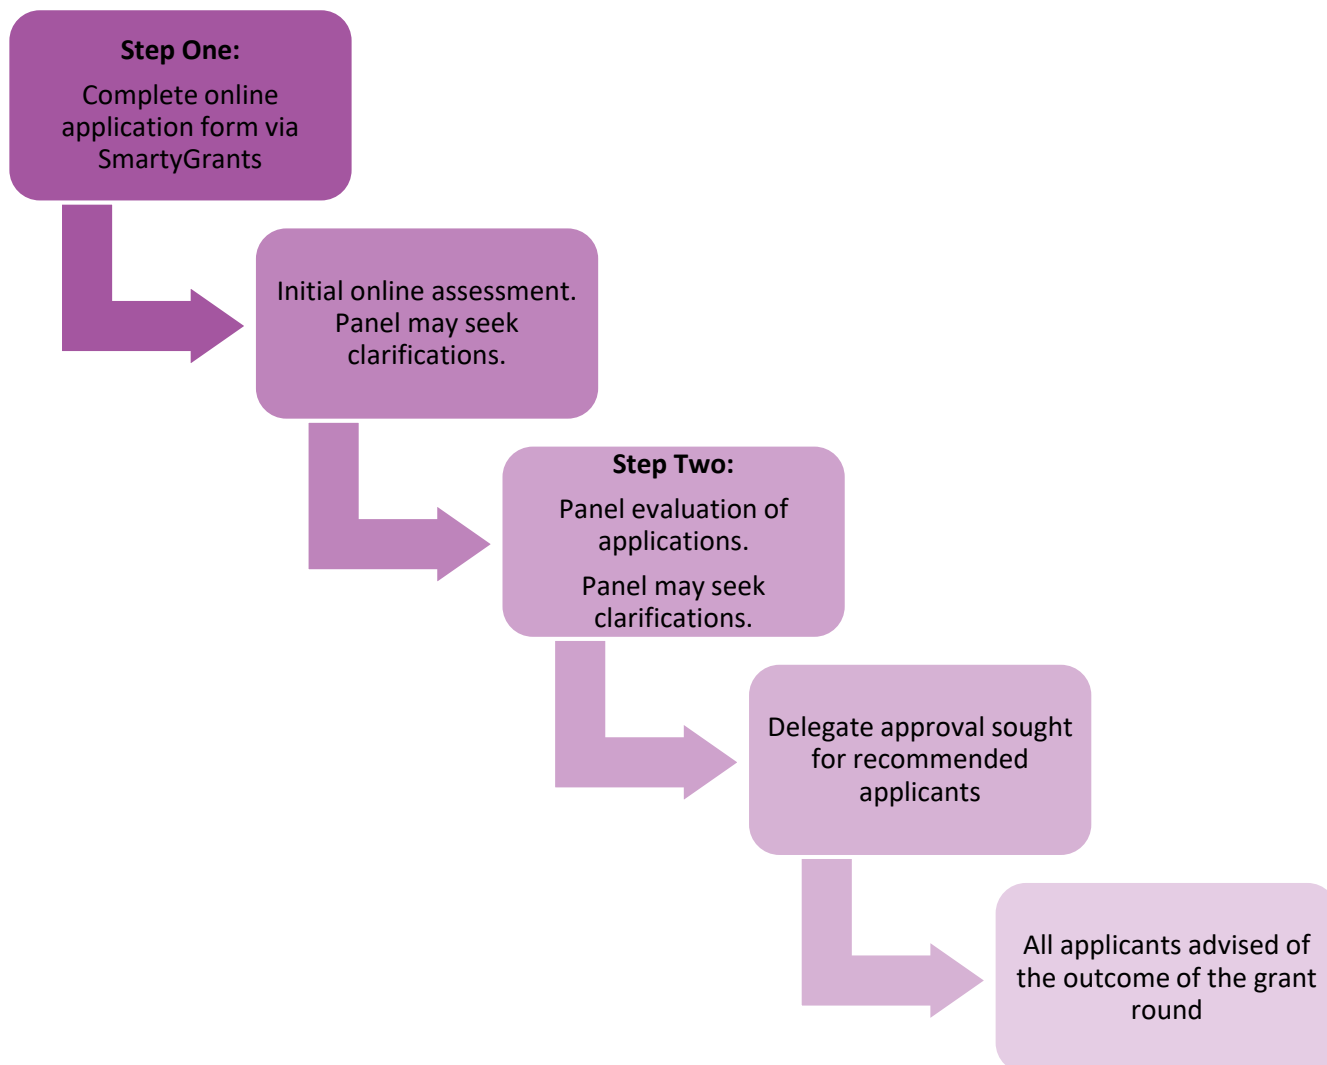 Step One:
Complete online
application form via
SmartyGrants
Initial online assessment.
Panel may seek
clarifications.
Step Two:
Panel evaluation of
applications.
Panel may seek
clarifications.
Delegate approval sought
for recommended
applicants
All applicants advised of
the outcome of the grant
round